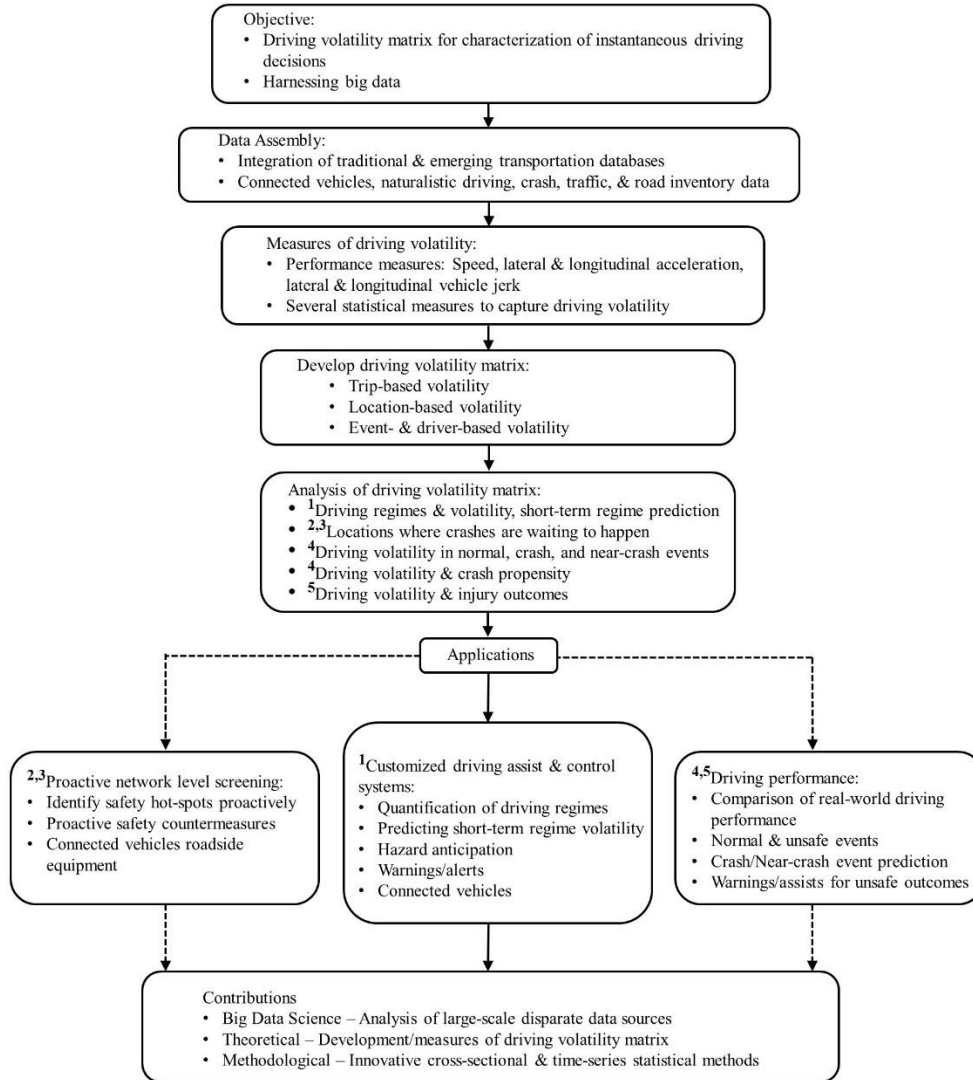 Objective:
• Driving volatility matrix for characterization of instantaneous driving
decisions
• Harnessing big data
Data Assembly:
• Integration of traditional & emerging transportation databases
• Connected vehicles, naturalistic driving, crash, traffic, & road inventory data
Measures of driving volatility:
• Performance measures: Speed, lateral & longitudinal acceleration,
lateral & longitudinal vehicle jerk
• Several statistical measures to capture driving volatility
Develop driving volatility matrix:
• Trip-based volatility
• Location-based volatility
• Event- & driver-based volatility
Analysis of driving volatility matrix:
• 1Driving regimes & volatility, short-term regime prediction
• 2,3Locations where crashes are waiting to happen
• 4Driving volatility in normal, crash, and near-crash events
• 4Driving volatility & crash propensity
• 5Driving volatility & injury outcomes
Applications
2,3Proactive network level screening:
• Identify safety hot-spots proactively
• Proactive safety countermeasures
• Connected vehicles roadside
equipment
1Customized driving assist & control
systems:
• Quantification of driving regimes
• Predicting short-term regime volatility
• Hazard anticipation
• Warnings/alerts
• Connected vehicles
4,5Driving performance:
• Comparison of real-world driving
performance
• Normal & unsafe events
• Crash/Near-crash event prediction
• Warnings/assists for unsafe outcomes
Contributions
• Big Data Science – Analysis of large-scale disparate data sources
• Theoretical – Development/measures of driving volatility matrix
• Methodological – Innovative cross-sectional & time-series statistical methods